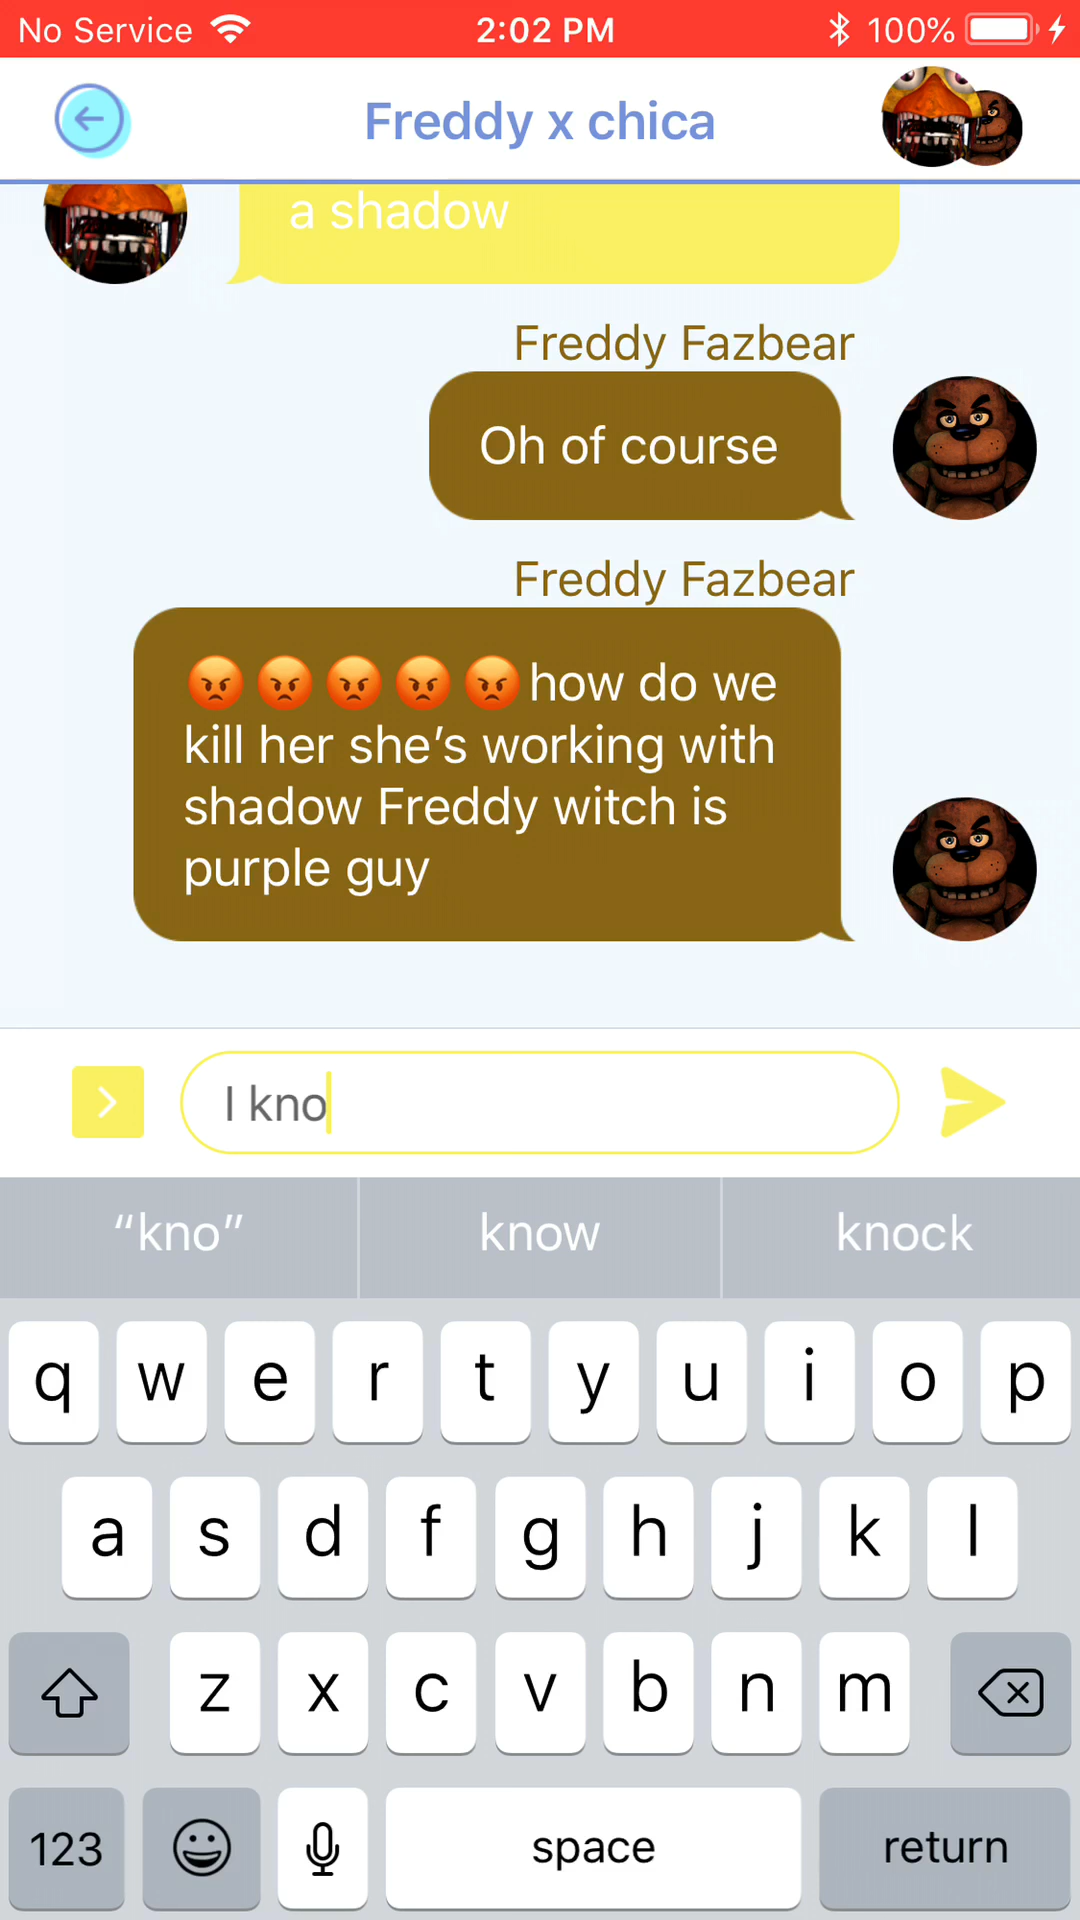 No Service 2:02 PM 100%
Freddy x chica
a shadow
Freddy Fazbear
Oh of course
Freddy Fazbear
😡😡😡😡😡how do we
kill her she’s working with
shadow Freddy witch is
purple guy
I kno
“kno” know knock
q w e r t y u i o p
a s d f g h j k l
z x c v b n m
123 space return